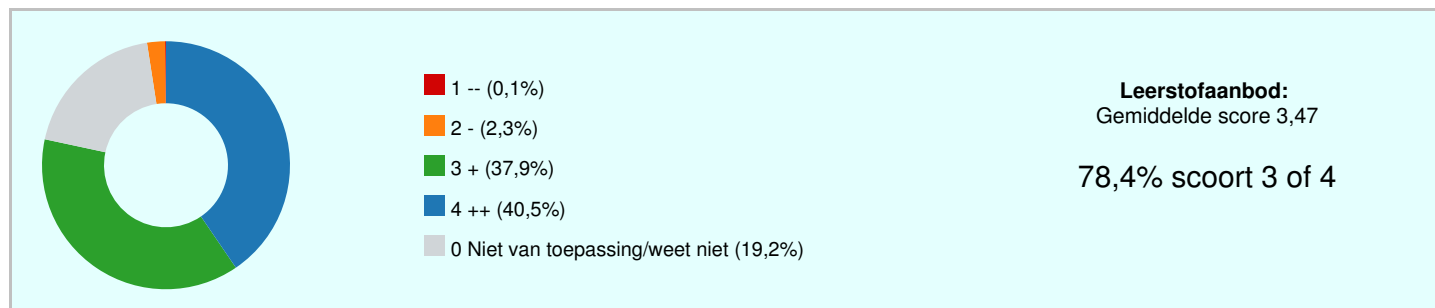 1 -- (0,1%)
2 - (2,3%)
3 + (37,9%)
4 ++ (40,5%)
0 Niet van toepassing/weet niet (19,2%)
Leerstofaanbod:
Gemiddelde score 3,47
78,4% scoort 3 of 4